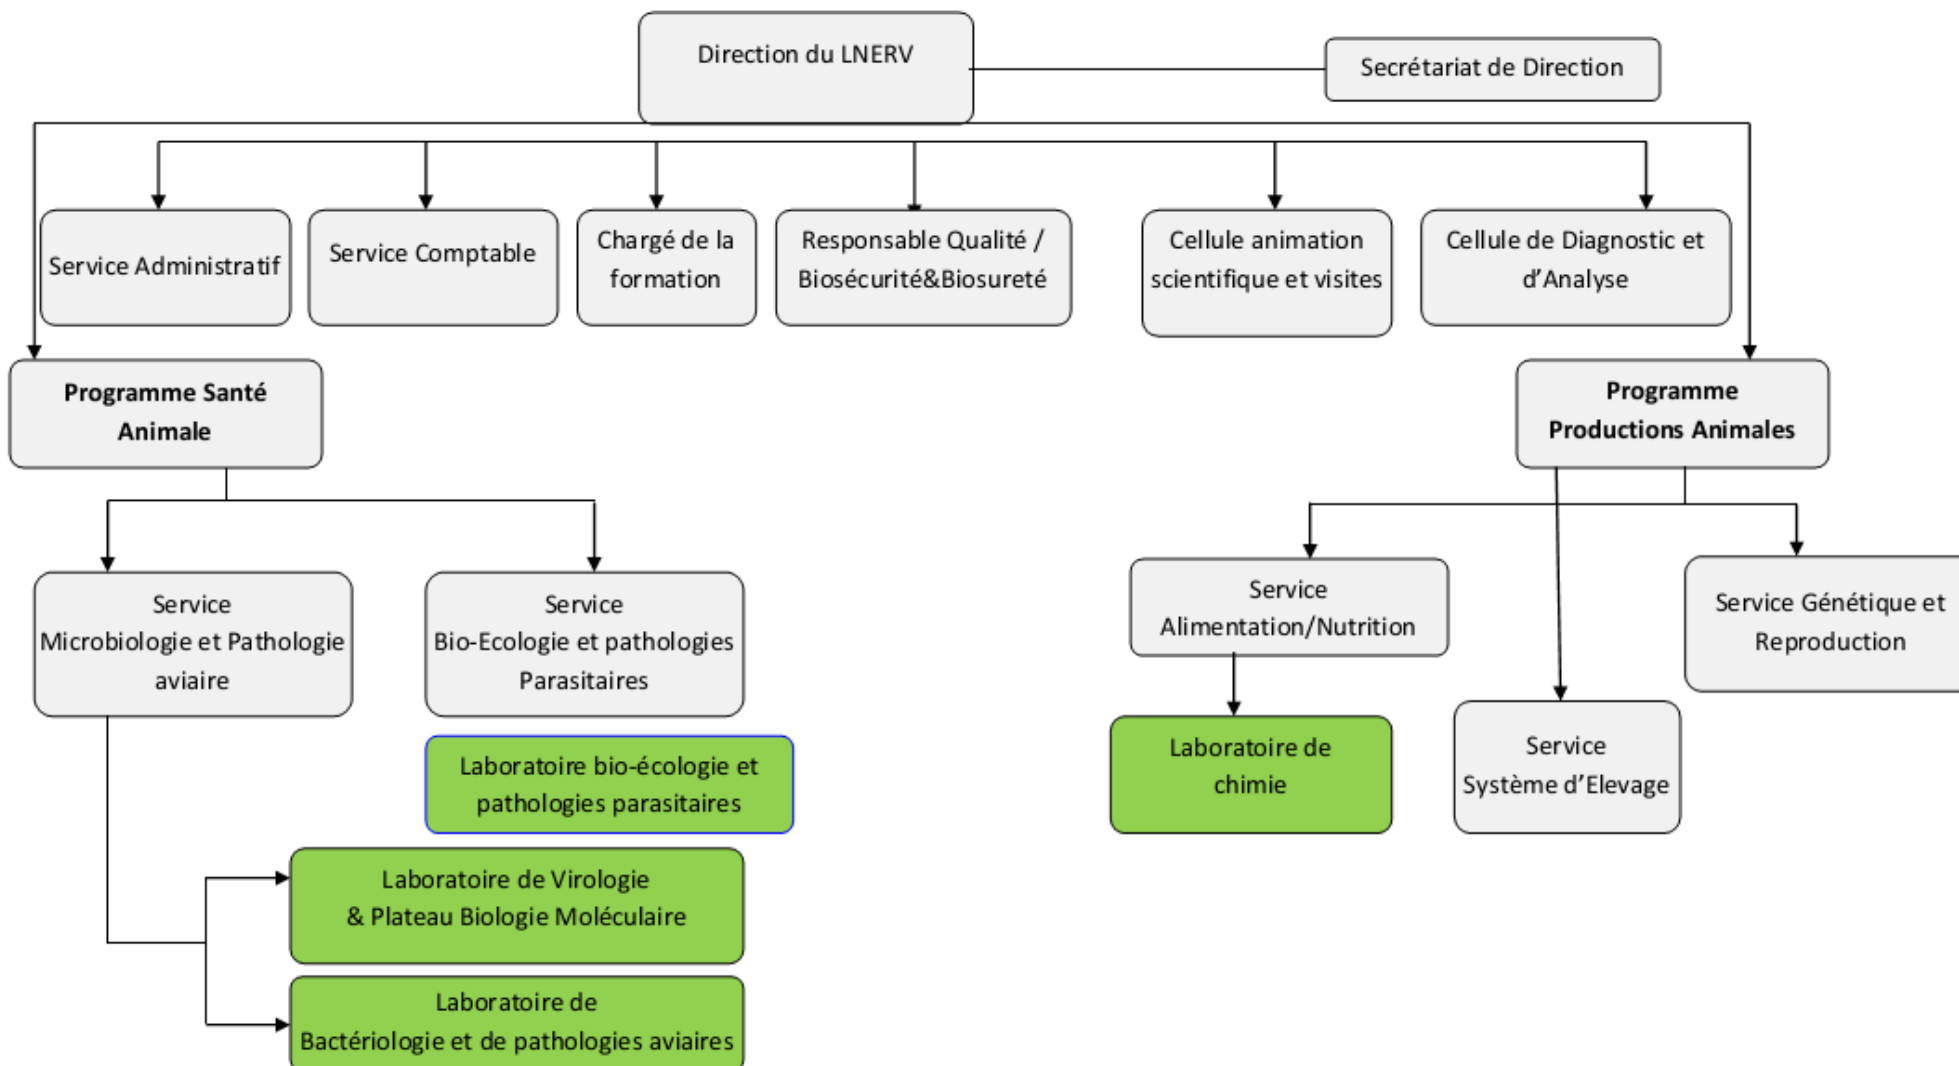 Direction du LNERV
Secrétariat de Direction
Service Administratif
Service Comptable
Chargé de la
formation
Responsable Qualité /
Biosécurité&Biosureté
Cellule animation
scientifique et visites
Cellule de Diagnostic et
d’Analyse
Programme Santé
Animale
Programme
Productions Animales
Service
Microbiologie et Pathologie
aviaire
Service
Bio-Ecologie et pathologies
Parasitaires
Service
Alimentation/Nutrition
Service Génétique et
Reproduction
Laboratoire bio-écologie et
pathologies parasitaires
Laboratoire de
chimie
Service
Système d’Elevage
Laboratoire de Virologie
& Plateau Biologie Moléculaire
Laboratoire de
Bactériologie et de pathologies aviaires